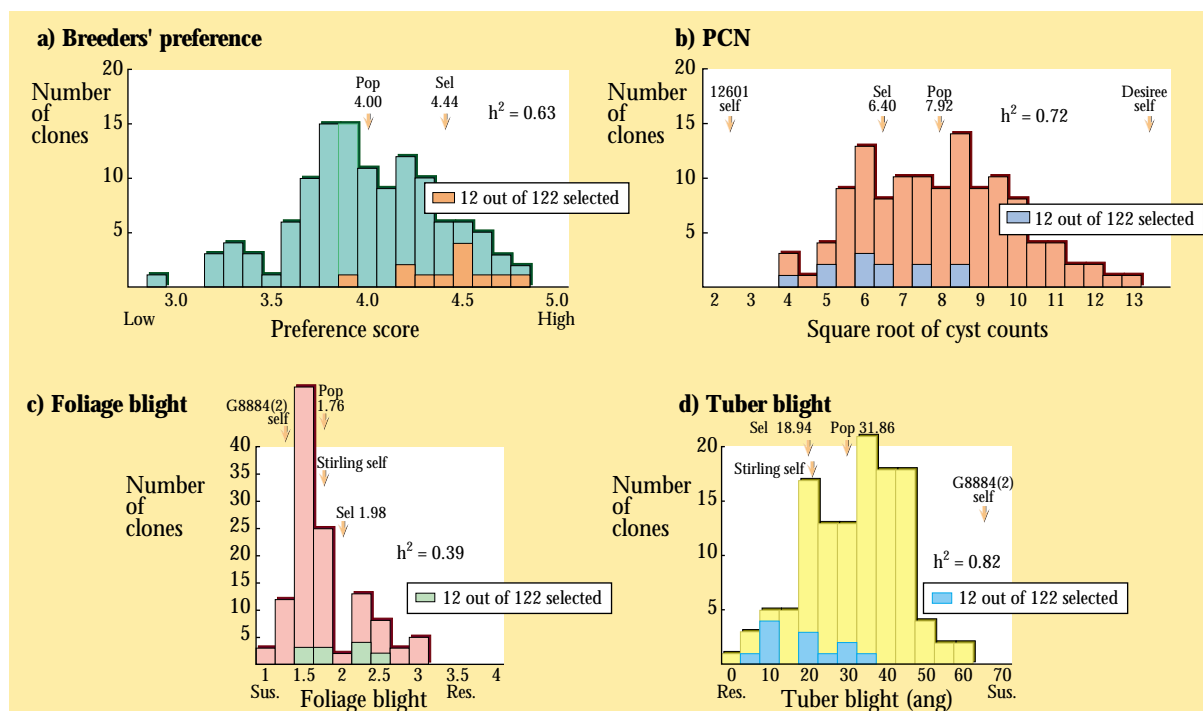 a) Breeders' preference
20
Number
of
clones
15
10
5
Pop
4.00
Sel
4.44
h² = 0.63
12 out of 122 selected
3.0 3.5 4.0 4.5 5.0
Low High
Preference score
b) PCN
20
Number
of
clones
15
10
5
12601
self
Sel
6.40
Pop
7.92
h² = 0.72
Desiree
self
12 out of 122 selected
2 3 4 5 6 7 8 9 10 11 12 13
Square root of cyst counts
c) Foliage blight
G8884(2)
self
Pop
1.76
Stirling self
Sel 1.98
40
35
30
25
20
15
10
5
Number
of
clones
h² = 0.39
12 out of 122 selected
1 1.5 2 2.5 3 3.5 4
Sus. Res.
Foliage blight
d) Tuber blight
Sel 18.94 Pop 31.86
Stirling self
G8884(2)
self
20
15
10
5
Number
of
clones
h² = 0.82
12 out of 122 selected
0 10 20 30 40 50 60 70
Res. Sus.
Tuber blight (ang)